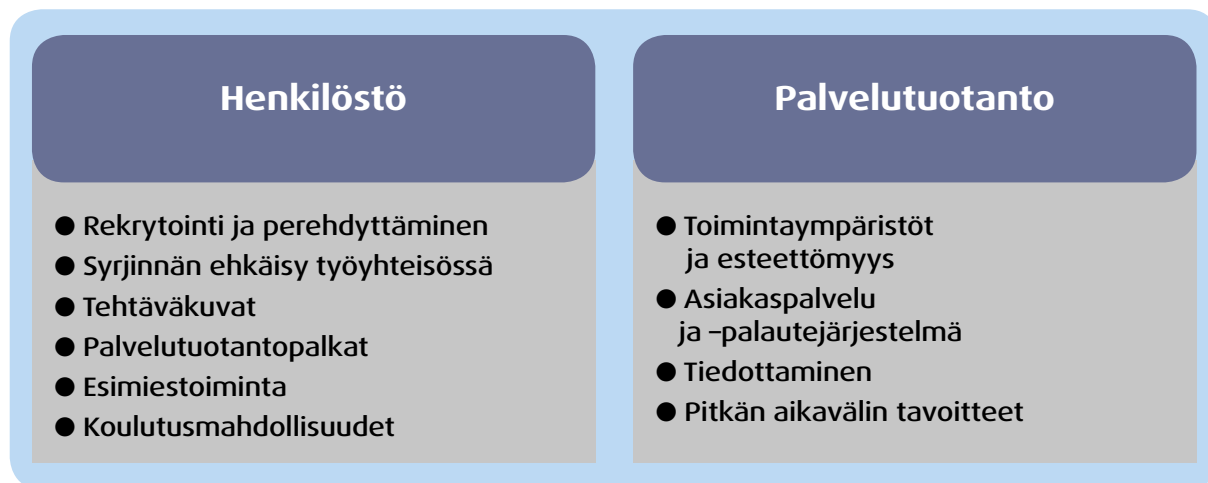 Henkilöstö
● Rekrytointi ja perehdyttäminen
● Syrjinnän ehkäisy työyhteisössä
● Tehtäväkuvat
● Palvelutuotantopalkat
● Esimiestoiminta
● Koulutusmahdollisuudet
Palvelutuotanto
● Toimintaympäristöt
ja esteettömyys
● Asiakaspalvelu
ja –palautejärjestelmä
● Tiedottaminen
● Pitkän aikavälin tavoitteet